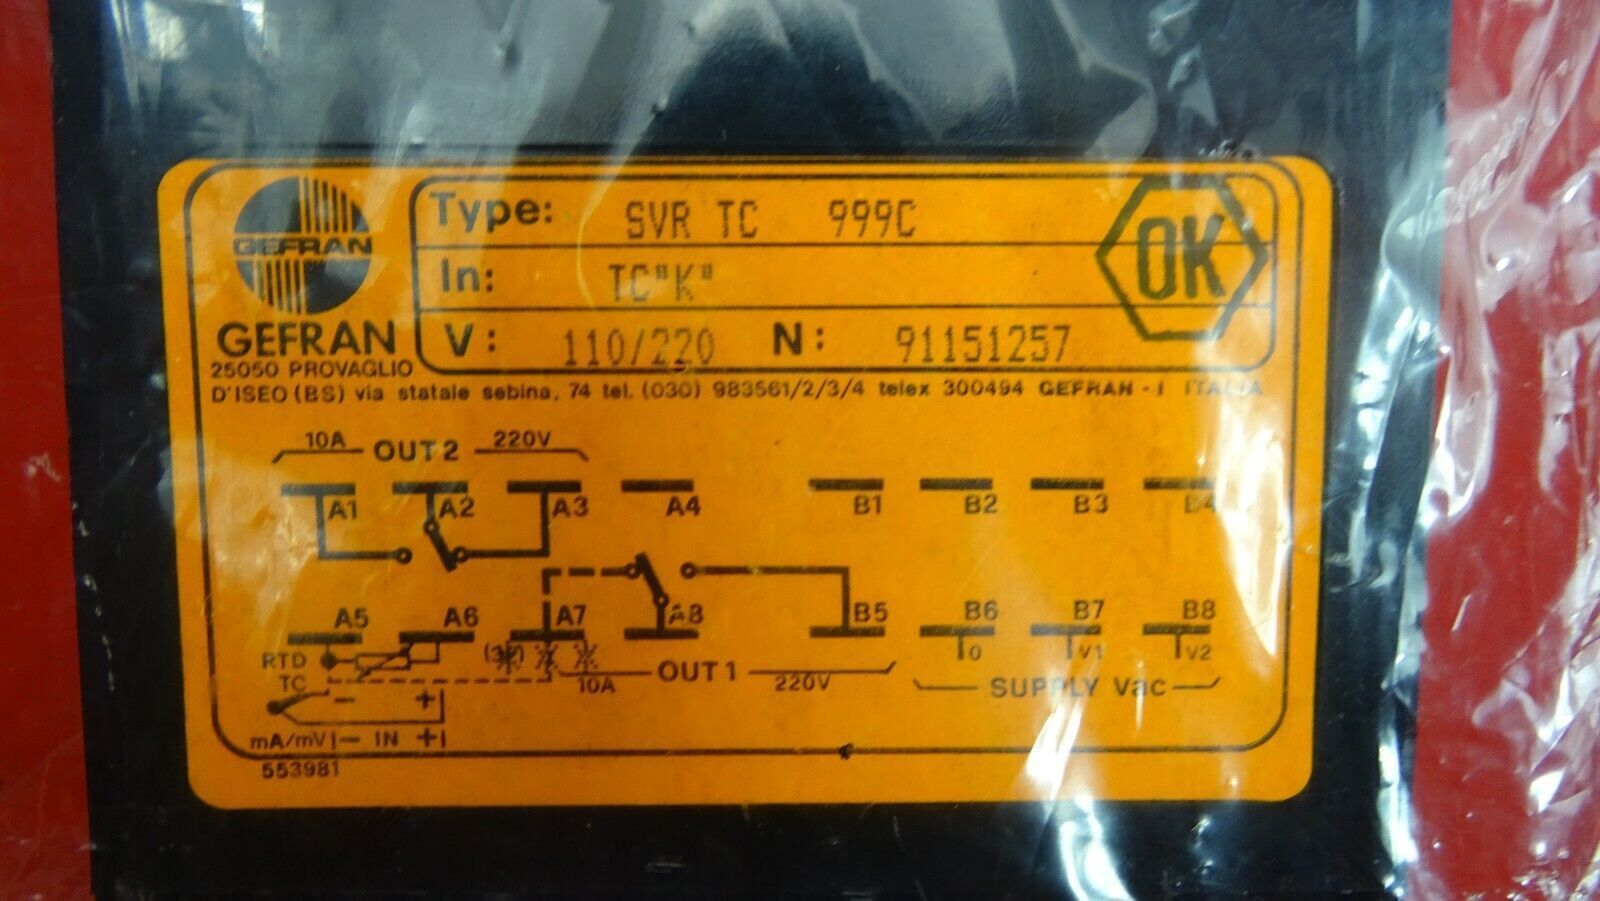 GEFRAN
Type: SVR TC 999C
OK
In: TC"K"
GEFRAN
V: 110/220 N: 91151257
25050 PROVAGLIO
D'ISEO (BS) via statale sebina, 74 tel. (030) 983561/2/3/4 telex 300494 GEFRAN - I ITALIA
10A OUT2 220V
A1 A2 A3 A4 B1 B2 B3 B4
A5 A6 A7 A8 B5 B6 B7 B8
RTD 0 V1 V2
TC 10A OUT1 220V SUPPLY Vac
- +
mA/mV - IN +
553981